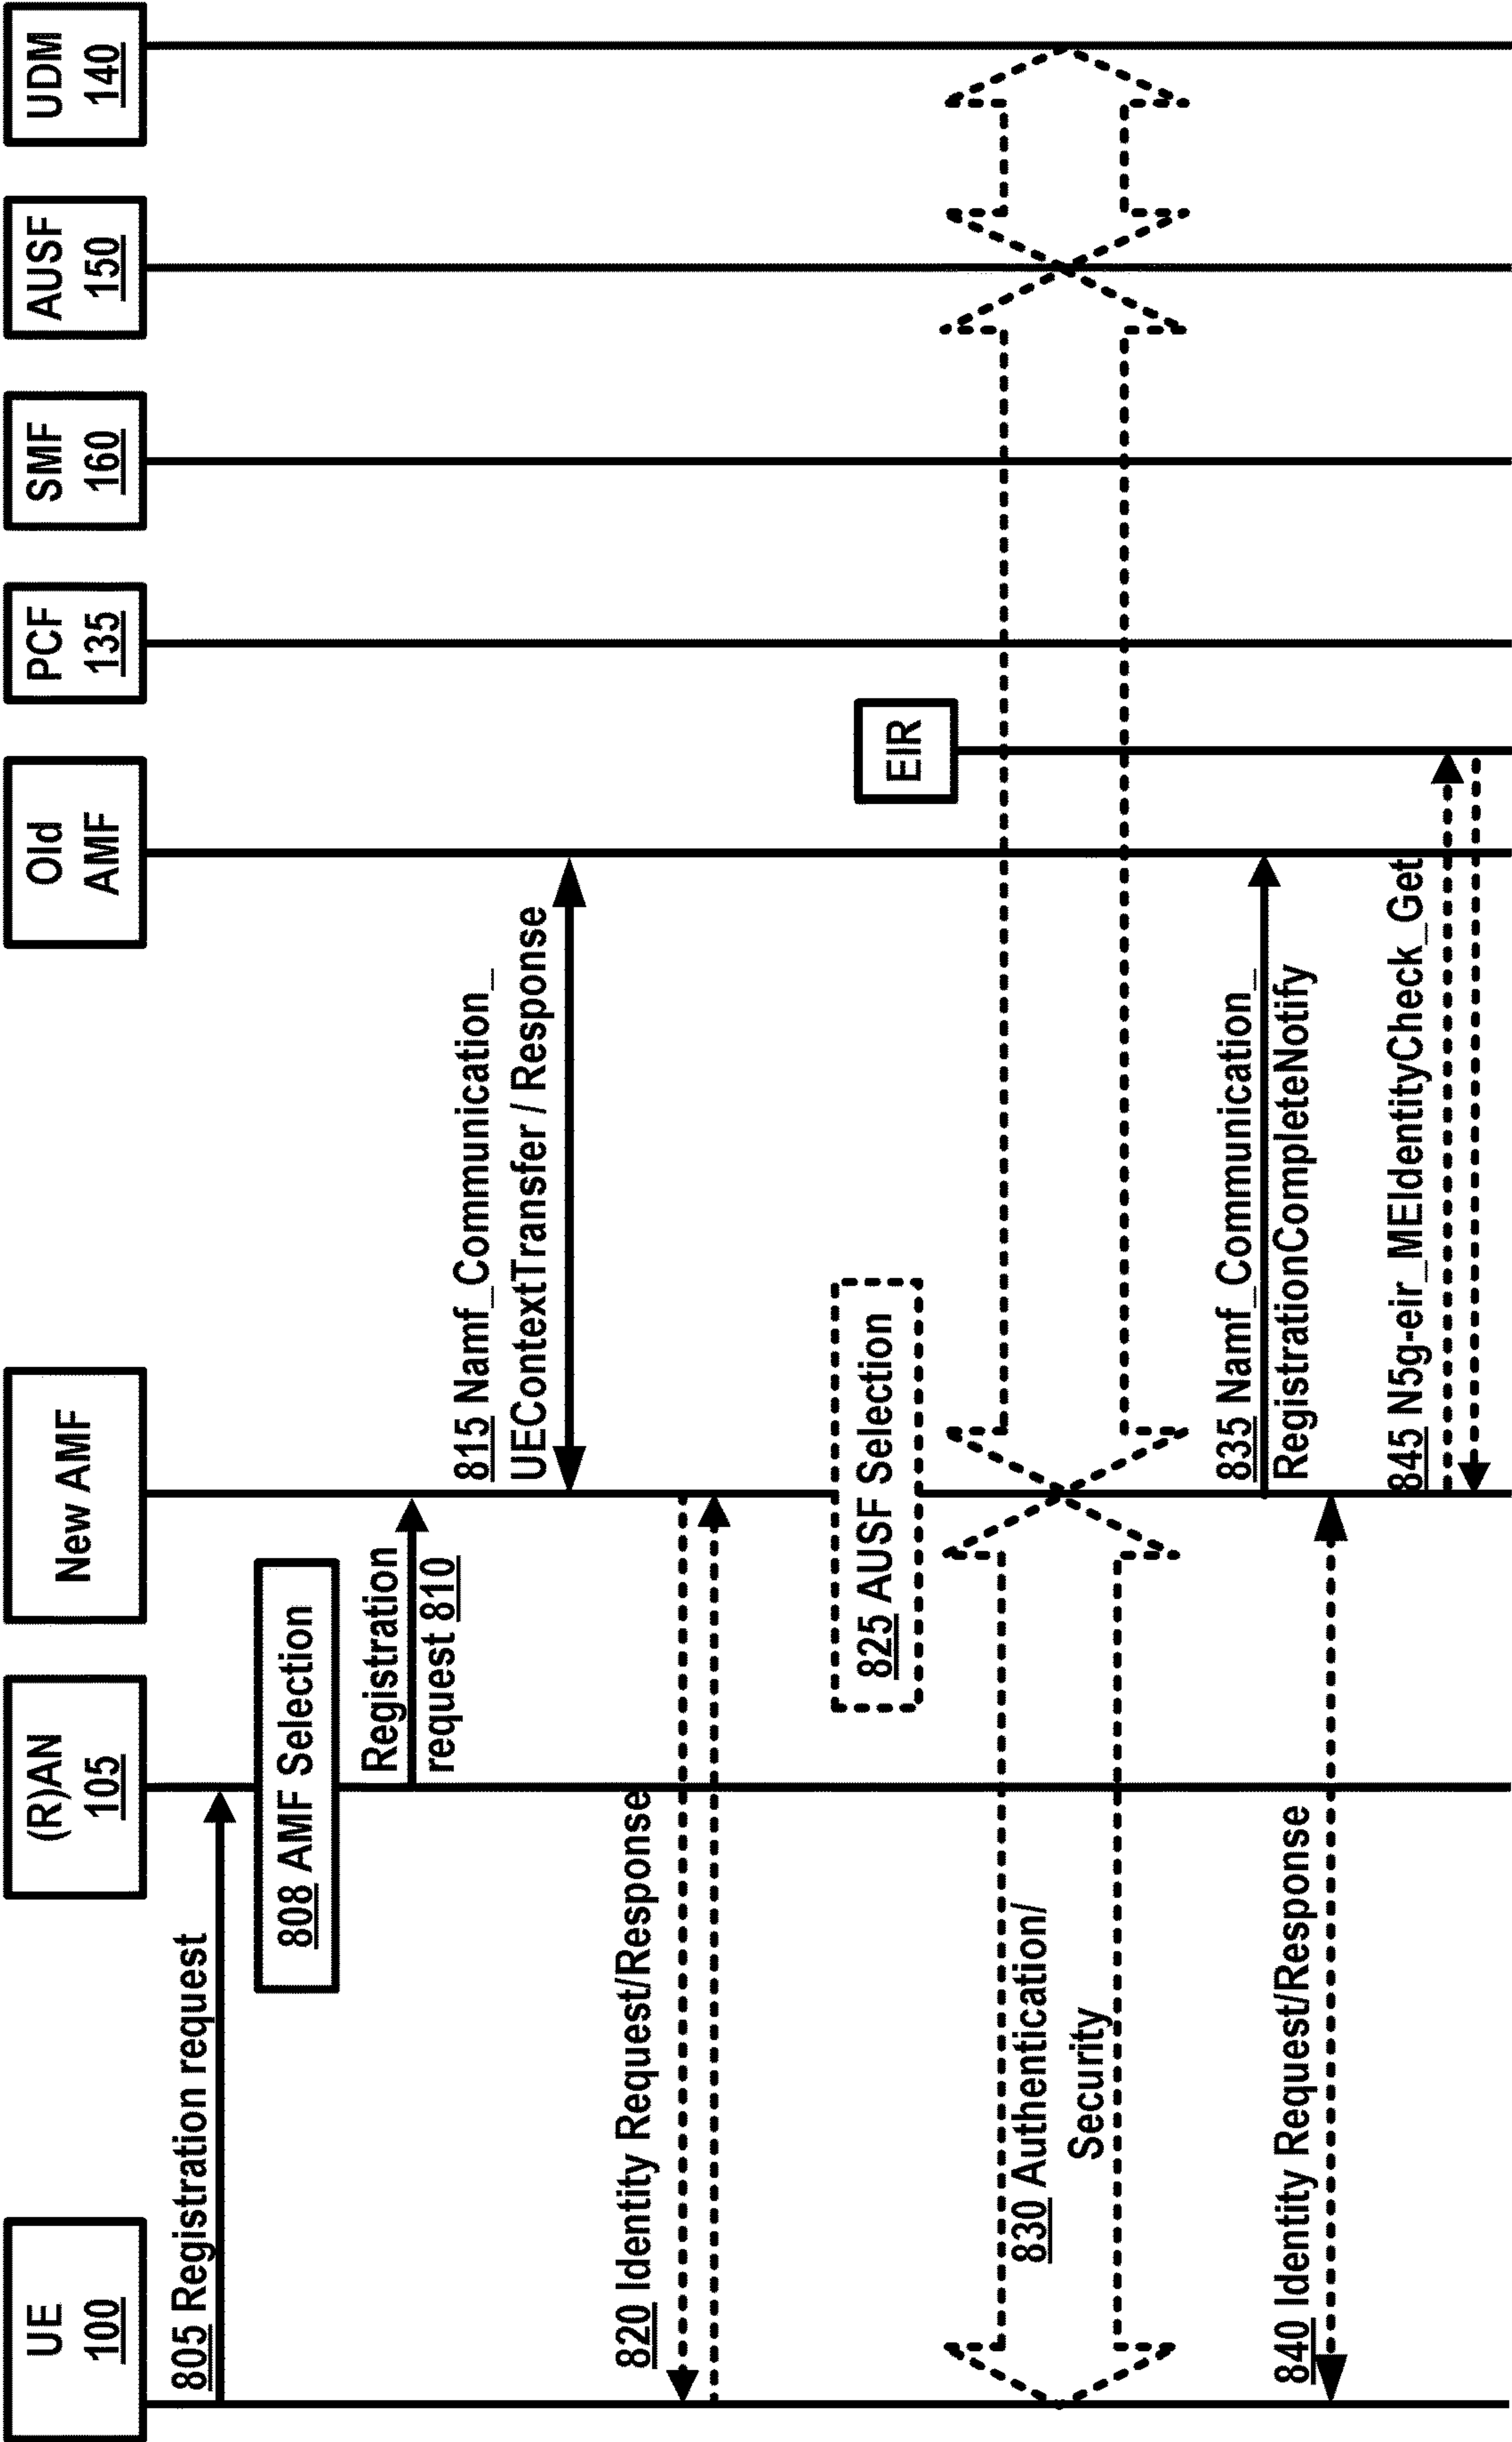 UE
100
(R)AN
105
New AMF
Old
AMF
PCF
135
SMF
160
AUSF
150
UDM
140
805 Registration request
808 AMF Selection
Registration
request 810
815 Namf_Communication_
UEContextTransfer / Response
820 Identity Request/Response
825 AUSF Selection
EIR
830 Authentication/
Security
835 Namf_Communication_
RegistrationCompleteNotify
840 Identity Request/Response
845 N5g-eir_MEIdentityCheck_Get